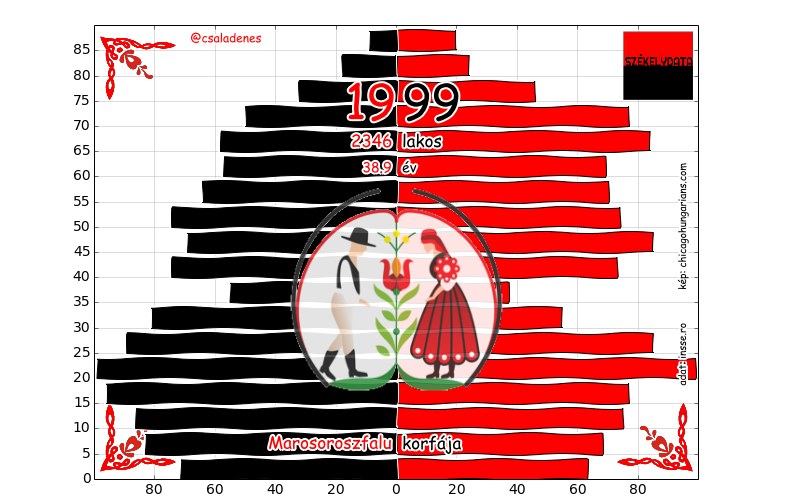 @csaladenes
SZÉKELYDATA
1999
2346 lakos
38.9 év
kép: chicagohungarians.com
adat: insse.ro
Marosoroszfalu korfája
85
80
75
70
65
60
55
50
45
40
35
30
25
20
15
10
5
0
80 60 40 20 0 20 40 60 80